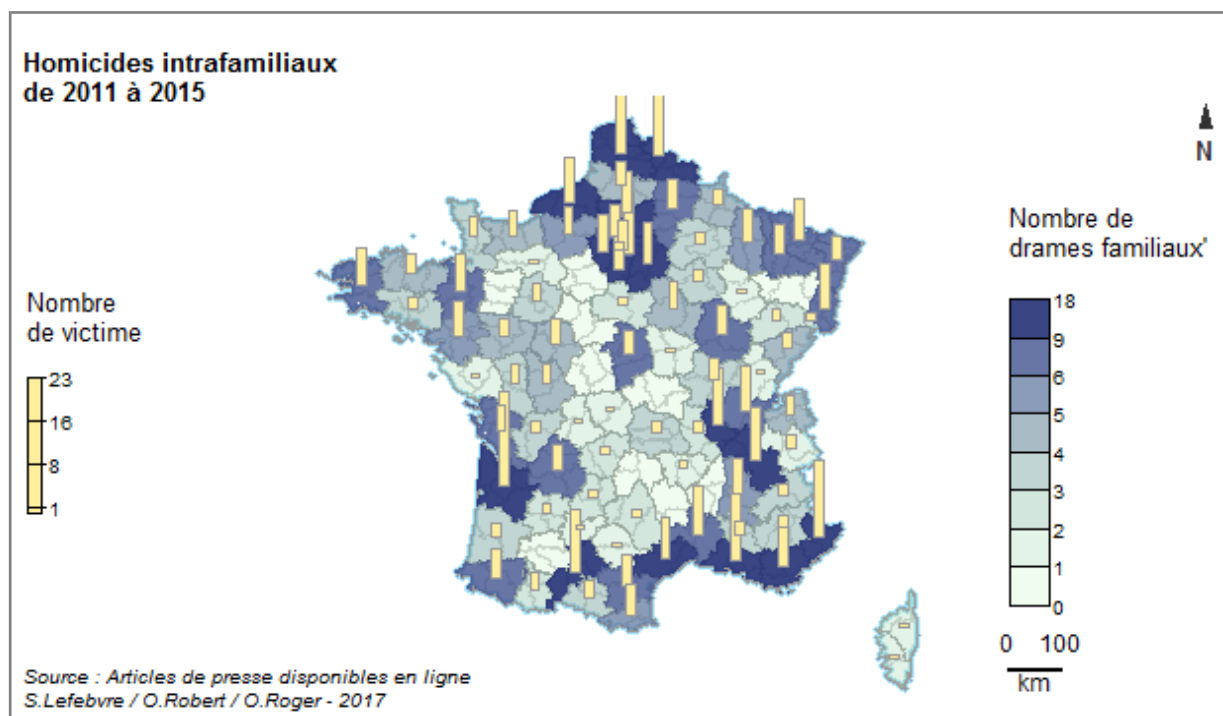 Homicides intrafamiliaux
de 2011 à 2015
N
Nombre de
drames familiaux'
18
9
6
5
4
3
2
1
0
Nombre
de victime
23
16
8
1
0 100
km
Source : Articles de presse disponibles en ligne
S.Lefebvre / O.Robert / O.Roger - 2017